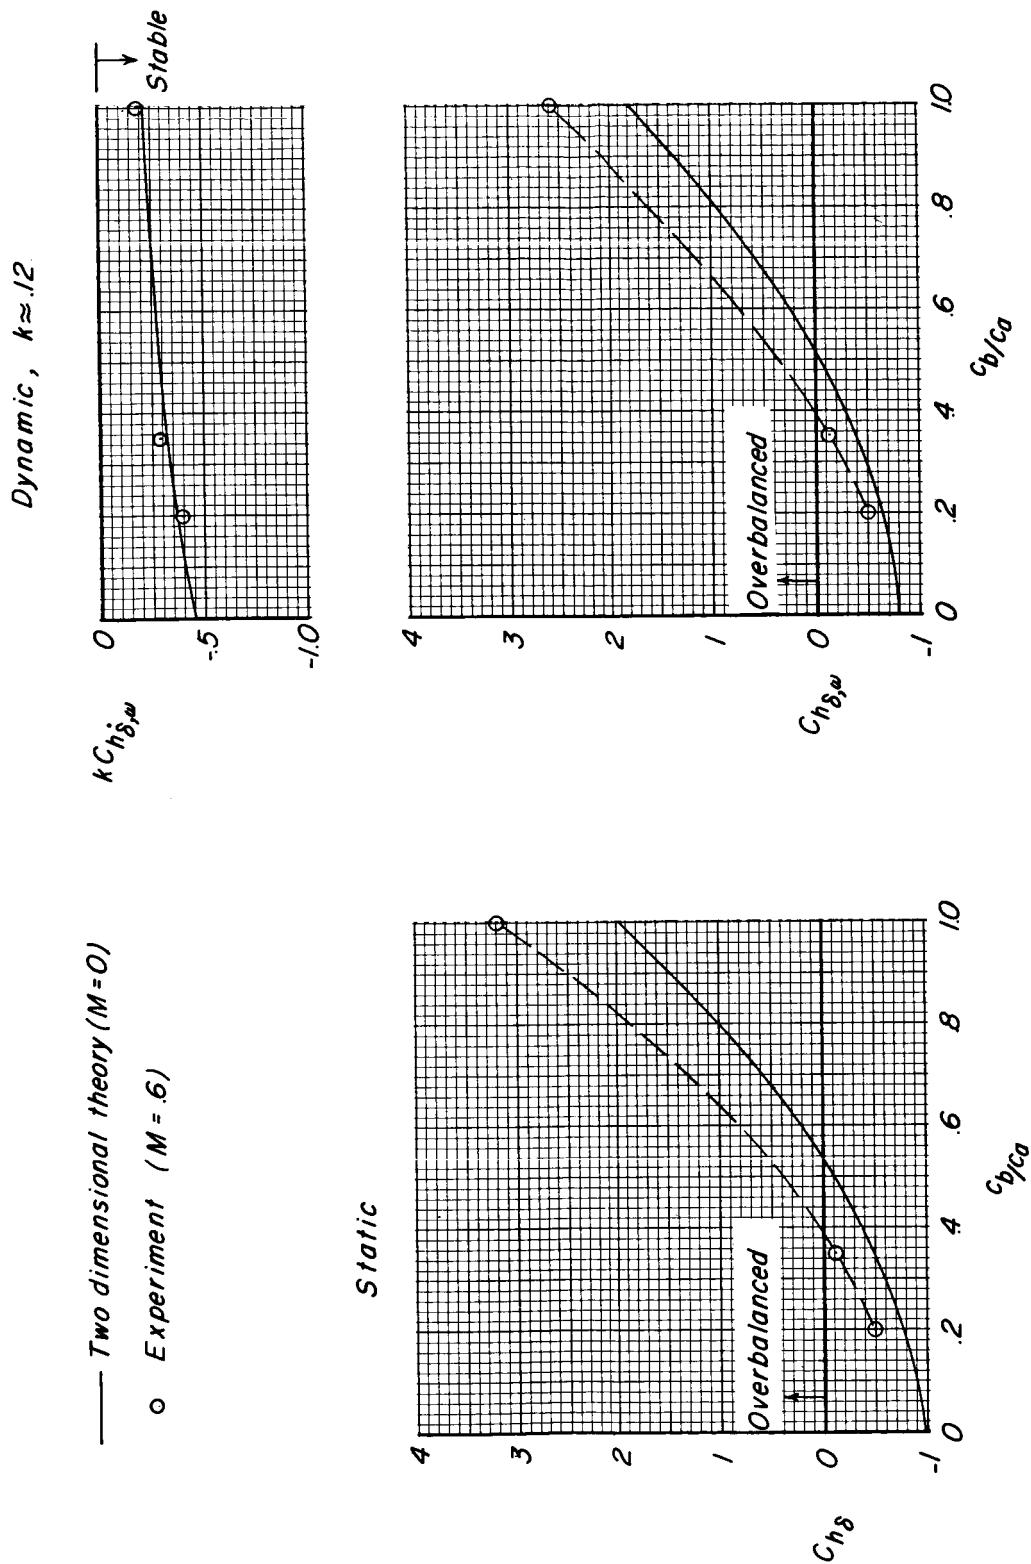 Two dimensional theory (M=0)
Experiment (M=.6)
Static
Chδ
4
3
2
1
0
-1
Overbalanced
0
.2
.4
.6
.8
1.0
cb/ca
Dynamic, k≈.12
kChδ̇,ω
0
-.5
-1.0
Stable
Chδ,ω
4
3
2
1
0
-1
Overbalanced
0
.2
.4
.6
.8
1.0
cb/ca